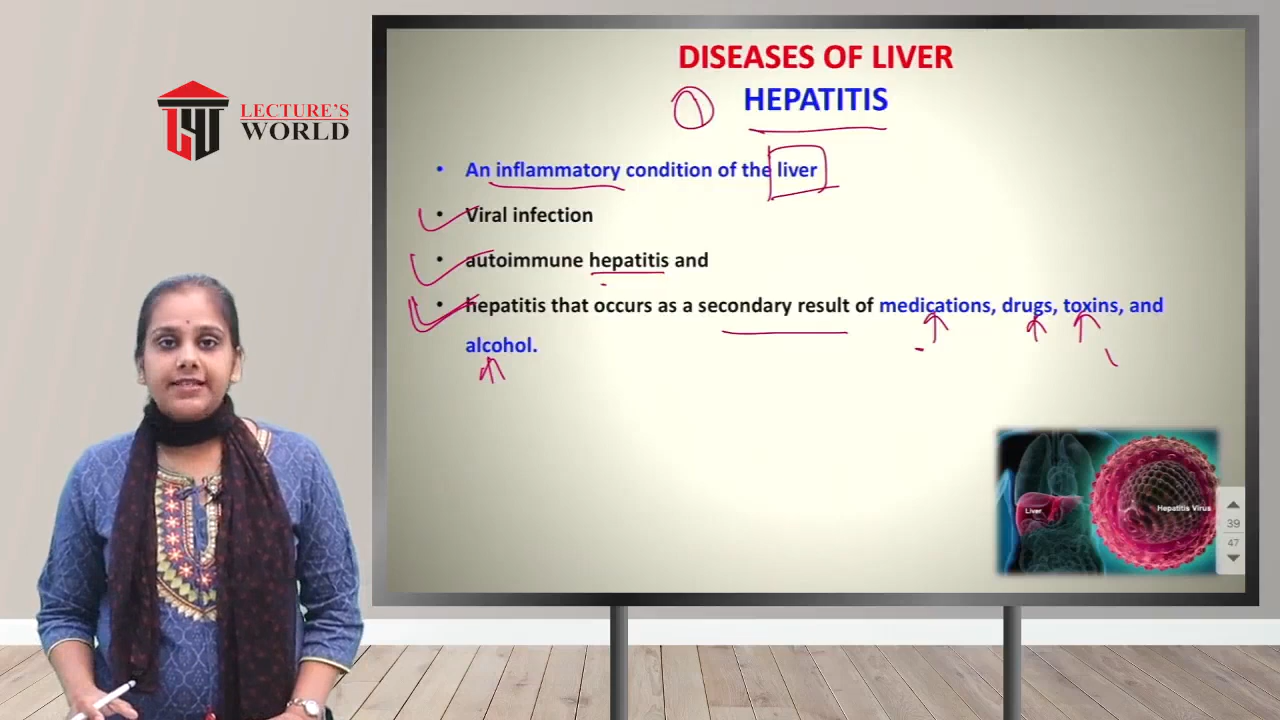 LECTURE'S
WORLD
DISEASES OF LIVER
HEPATITIS
• An inflammatory condition of the liver
• Viral infection
• autoimmune hepatitis and
• hepatitis that occurs as a secondary result of medications, drugs, toxins, and
alcohol.
Liver
Hepatitis Virus
39
47